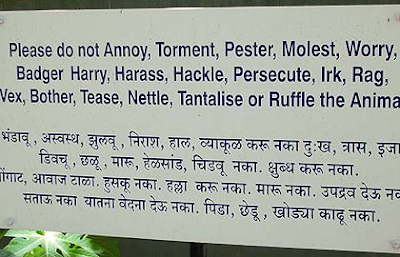 Please do not Annoy, Torment, Pester, Molest, Worry,
Badger Harry, Harass, Hackle, Persecute, Irk, Rag,
Vex, Bother, Tease, Nettle, Tantalise or Ruffle the Anima
भंडावू , अस्वस्थ, झुलवू , निराश, हाल, व्याकूळ करू नका दुःख, त्रास, इजा
डिवचू , छळू , मारू, हेळसांड, चिडवू नका. क्षुब्ध करू नका.
आवाज टाळा. हुसकू नका. हल्ला करू नका. मारू नका. उपद्रव देऊ
सताऊ नका यातना वेदना देऊ नका. पिडा, छेडू , खोड्या काढू नका.